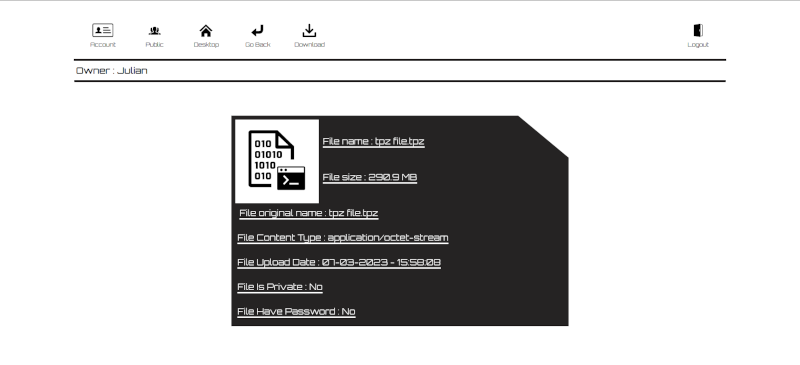 Account Public Desktop Go Back Download Logout
Owner : Julian
010
01010
1010
010
File name : tpz file.tpz
File size : 290.9 MB
File original name : tpz file.tpz
File Content Type : application/octet-stream
File Upload Date : 07-03-2023 - 15:58:08
File Is Private : No
File Have Password : No